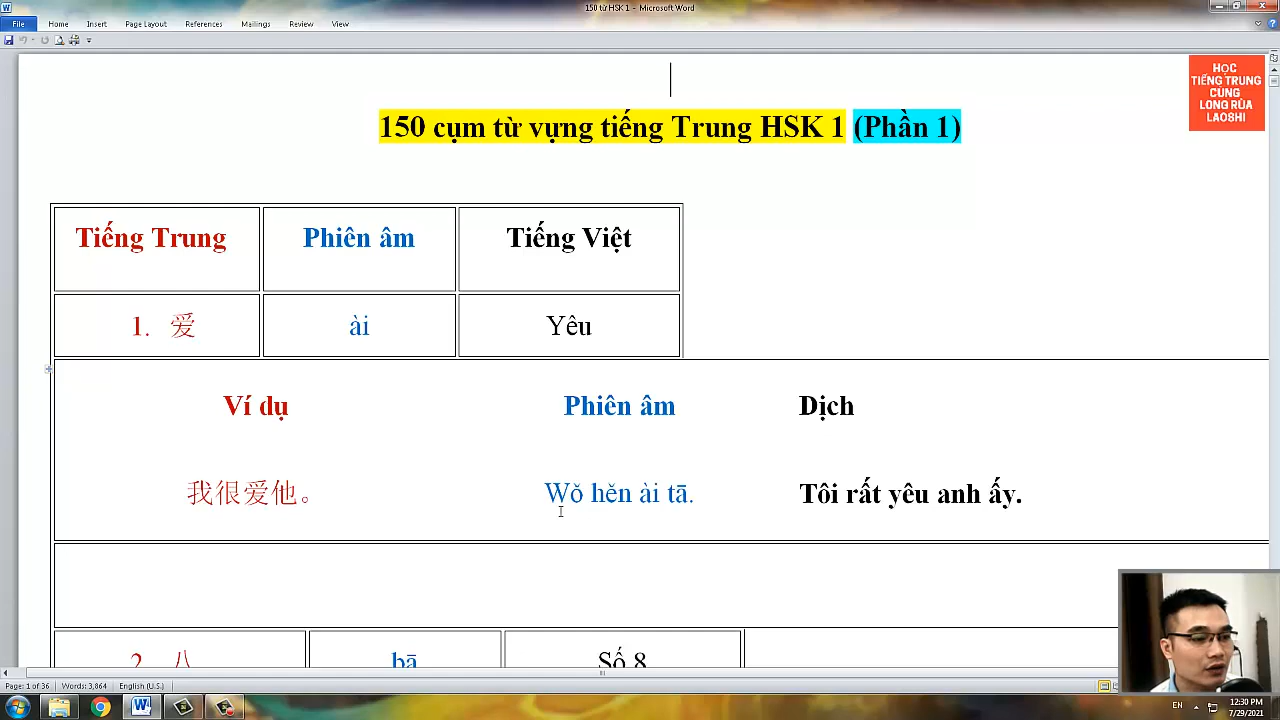 150 từ HSK 1 - Microsoft Word
File Home Insert Page Layout References Mailings Review View
HỌC
TIẾNG TRUNG
CÙNG
LONG RÙA
LAOSHI
150 cụm từ vựng tiếng Trung HSK 1 (Phần 1)
Tiếng Trung Phiên âm Tiếng Việt
1. 爱 ài Yêu
Ví dụ Phiên âm Dịch
我很爱他。 Wǒ hěn ài tā. Tôi rất yêu anh ấy.
2. 八 bā Số 8
Page: 1 of 36 Words: 3,864 English (U.S.)
EN 12:30 PM
7/29/2021